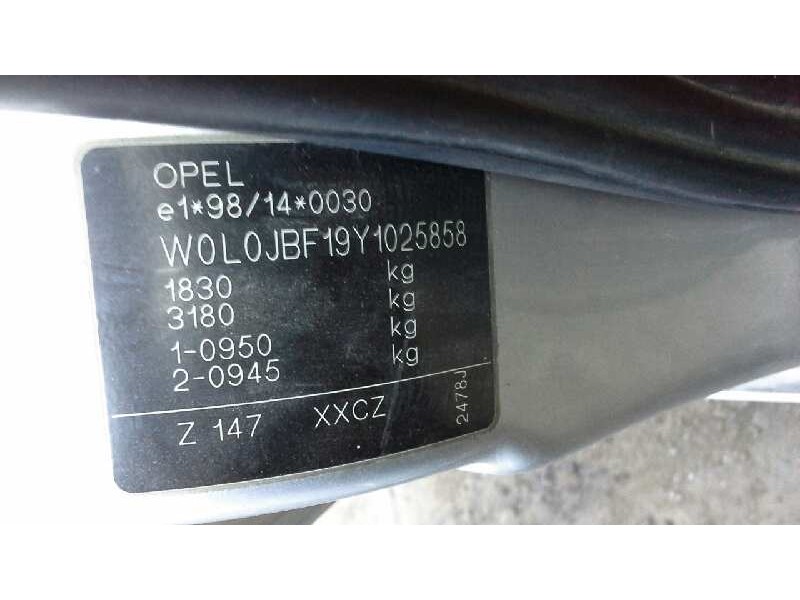 OPEL
e1*98/14*0030
W0L0JBF19Y1025858
1830 kg
3180 kg
1-0950 kg
2-0945 kg
Z 147 XXCZ
2478J